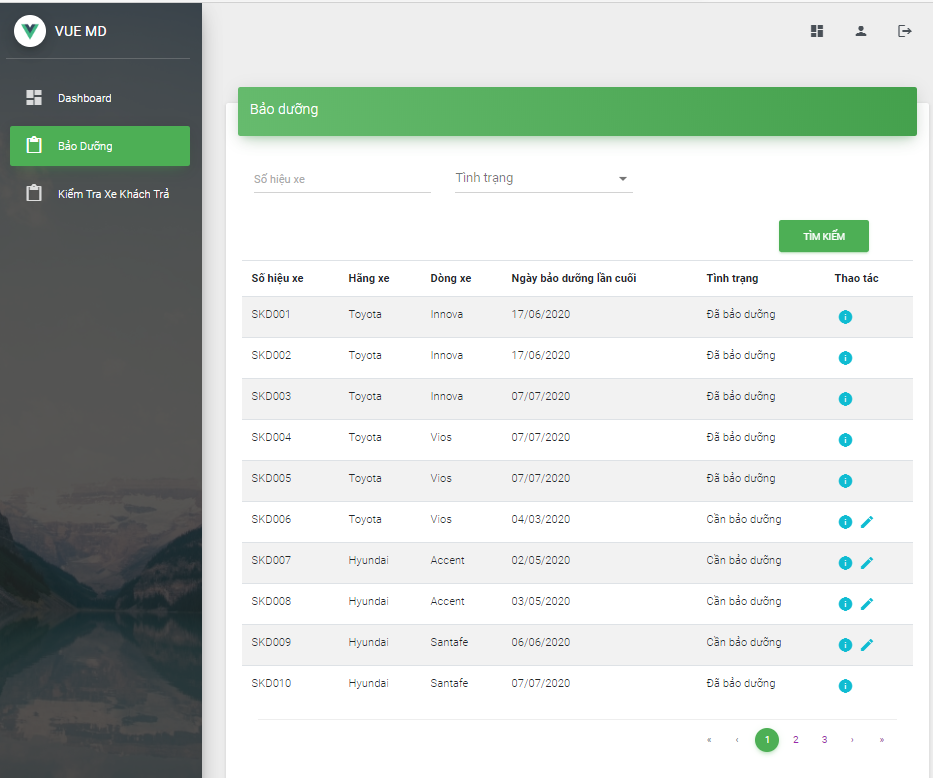 VUE MD
Dashboard
Bảo Dưỡng
Kiểm Tra Xe Khách Trả
Bảo dưỡng
Số hiệu xe
Tình trạng
TÌM KIẾM
Số hiệu xe Hãng xe Dòng xe Ngày bảo dưỡng lần cuối Tình trạng Thao tác
SKD001 Toyota Innova 17/06/2020 Đã bảo dưỡng
SKD002 Toyota Innova 17/06/2020 Đã bảo dưỡng
SKD003 Toyota Innova 07/07/2020 Đã bảo dưỡng
SKD004 Toyota Vios 07/07/2020 Đã bảo dưỡng
SKD005 Toyota Vios 07/07/2020 Đã bảo dưỡng
SKD006 Toyota Vios 04/03/2020 Cần bảo dưỡng
SKD007 Hyundai Accent 02/05/2020 Cần bảo dưỡng
SKD008 Hyundai Accent 03/05/2020 Cần bảo dưỡng
SKD009 Hyundai Santafe 06/06/2020 Cần bảo dưỡng
SKD010 Hyundai Santafe 07/07/2020 Đã bảo dưỡng
« ‹ 1 2 3 › »